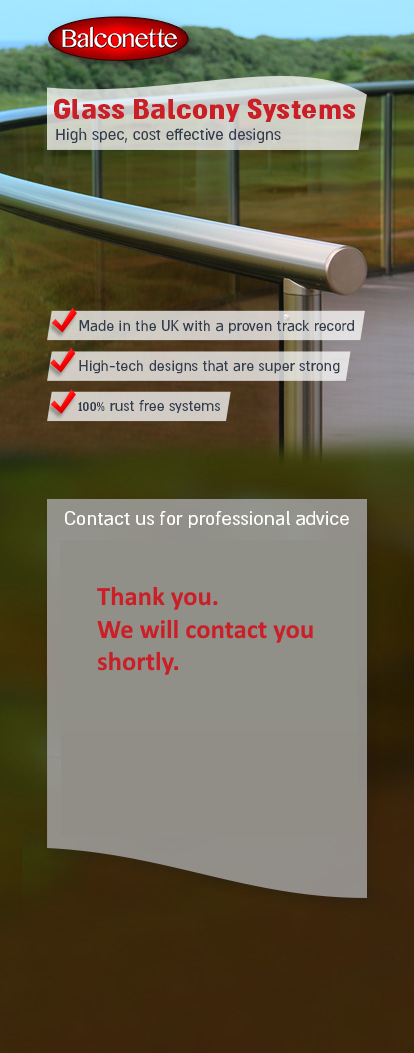 Balconette
Glass Balcony Systems
High spec, cost effective designs
Made in the UK with a proven track record
High-tech designs that are super strong
100% rust free systems
Contact us for professional advice
Thank you.
We will contact you
shortly.